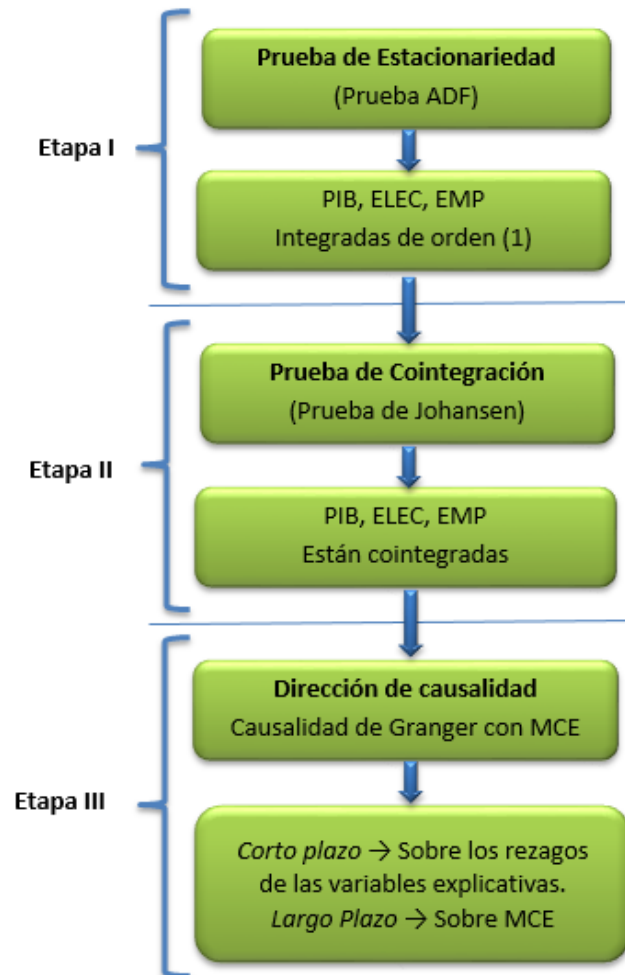 Etapa I
Prueba de Estacionariedad
(Prueba ADF)
PIB, ELEC, EMP
Integradas de orden (1)
Etapa II
Prueba de Cointegración
(Prueba de Johansen)
PIB, ELEC, EMP
Están cointegradas
Etapa III
Dirección de causalidad
Causalidad de Granger con MCE
Corto plazo → Sobre los rezagos
de las variables explicativas.
Largo Plazo → Sobre MCE